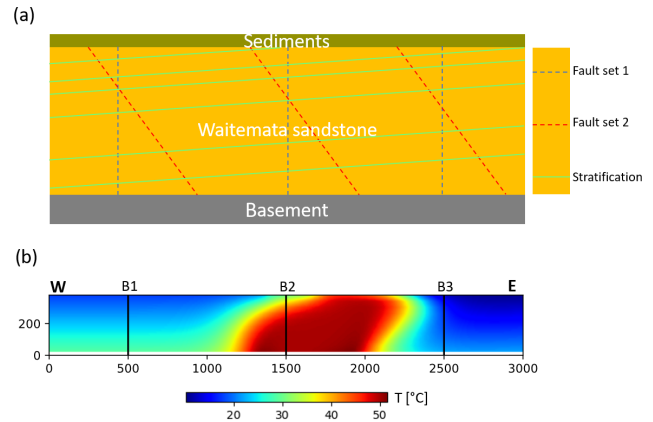 (a)
Sediments
Waitemata sandstone
Basement
Fault set 1
Fault set 2
Stratification
(b)
W B1 B2 B3 E
200
0
0 500 1000 1500 2000 2500 3000
20 30 40 50 T [°C]